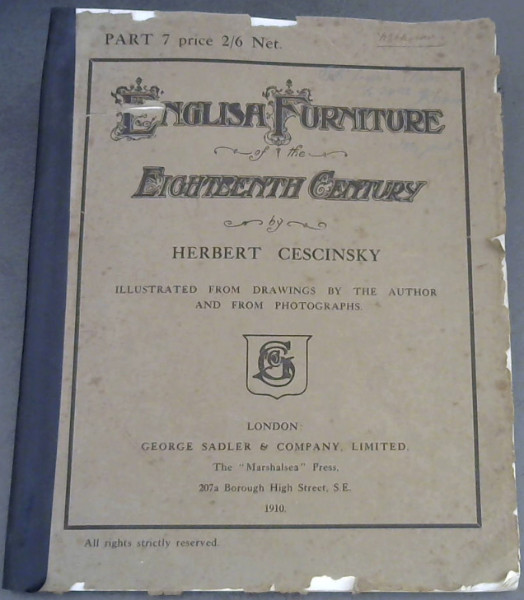 PART 7 price 2/6 Net.
ENGLISH FURNITURE
of the
EIGHTEENTH CENTURY
by
HERBERT CESCINSKY
ILLUSTRATED FROM DRAWINGS BY THE AUTHOR
AND FROM PHOTOGRAPHS.
LONDON:
GEORGE SADLER & COMPANY, LIMITED.
The "Marshalsea" Press,
207a Borough High Street, S.E.
1910.
All rights strictly reserved.